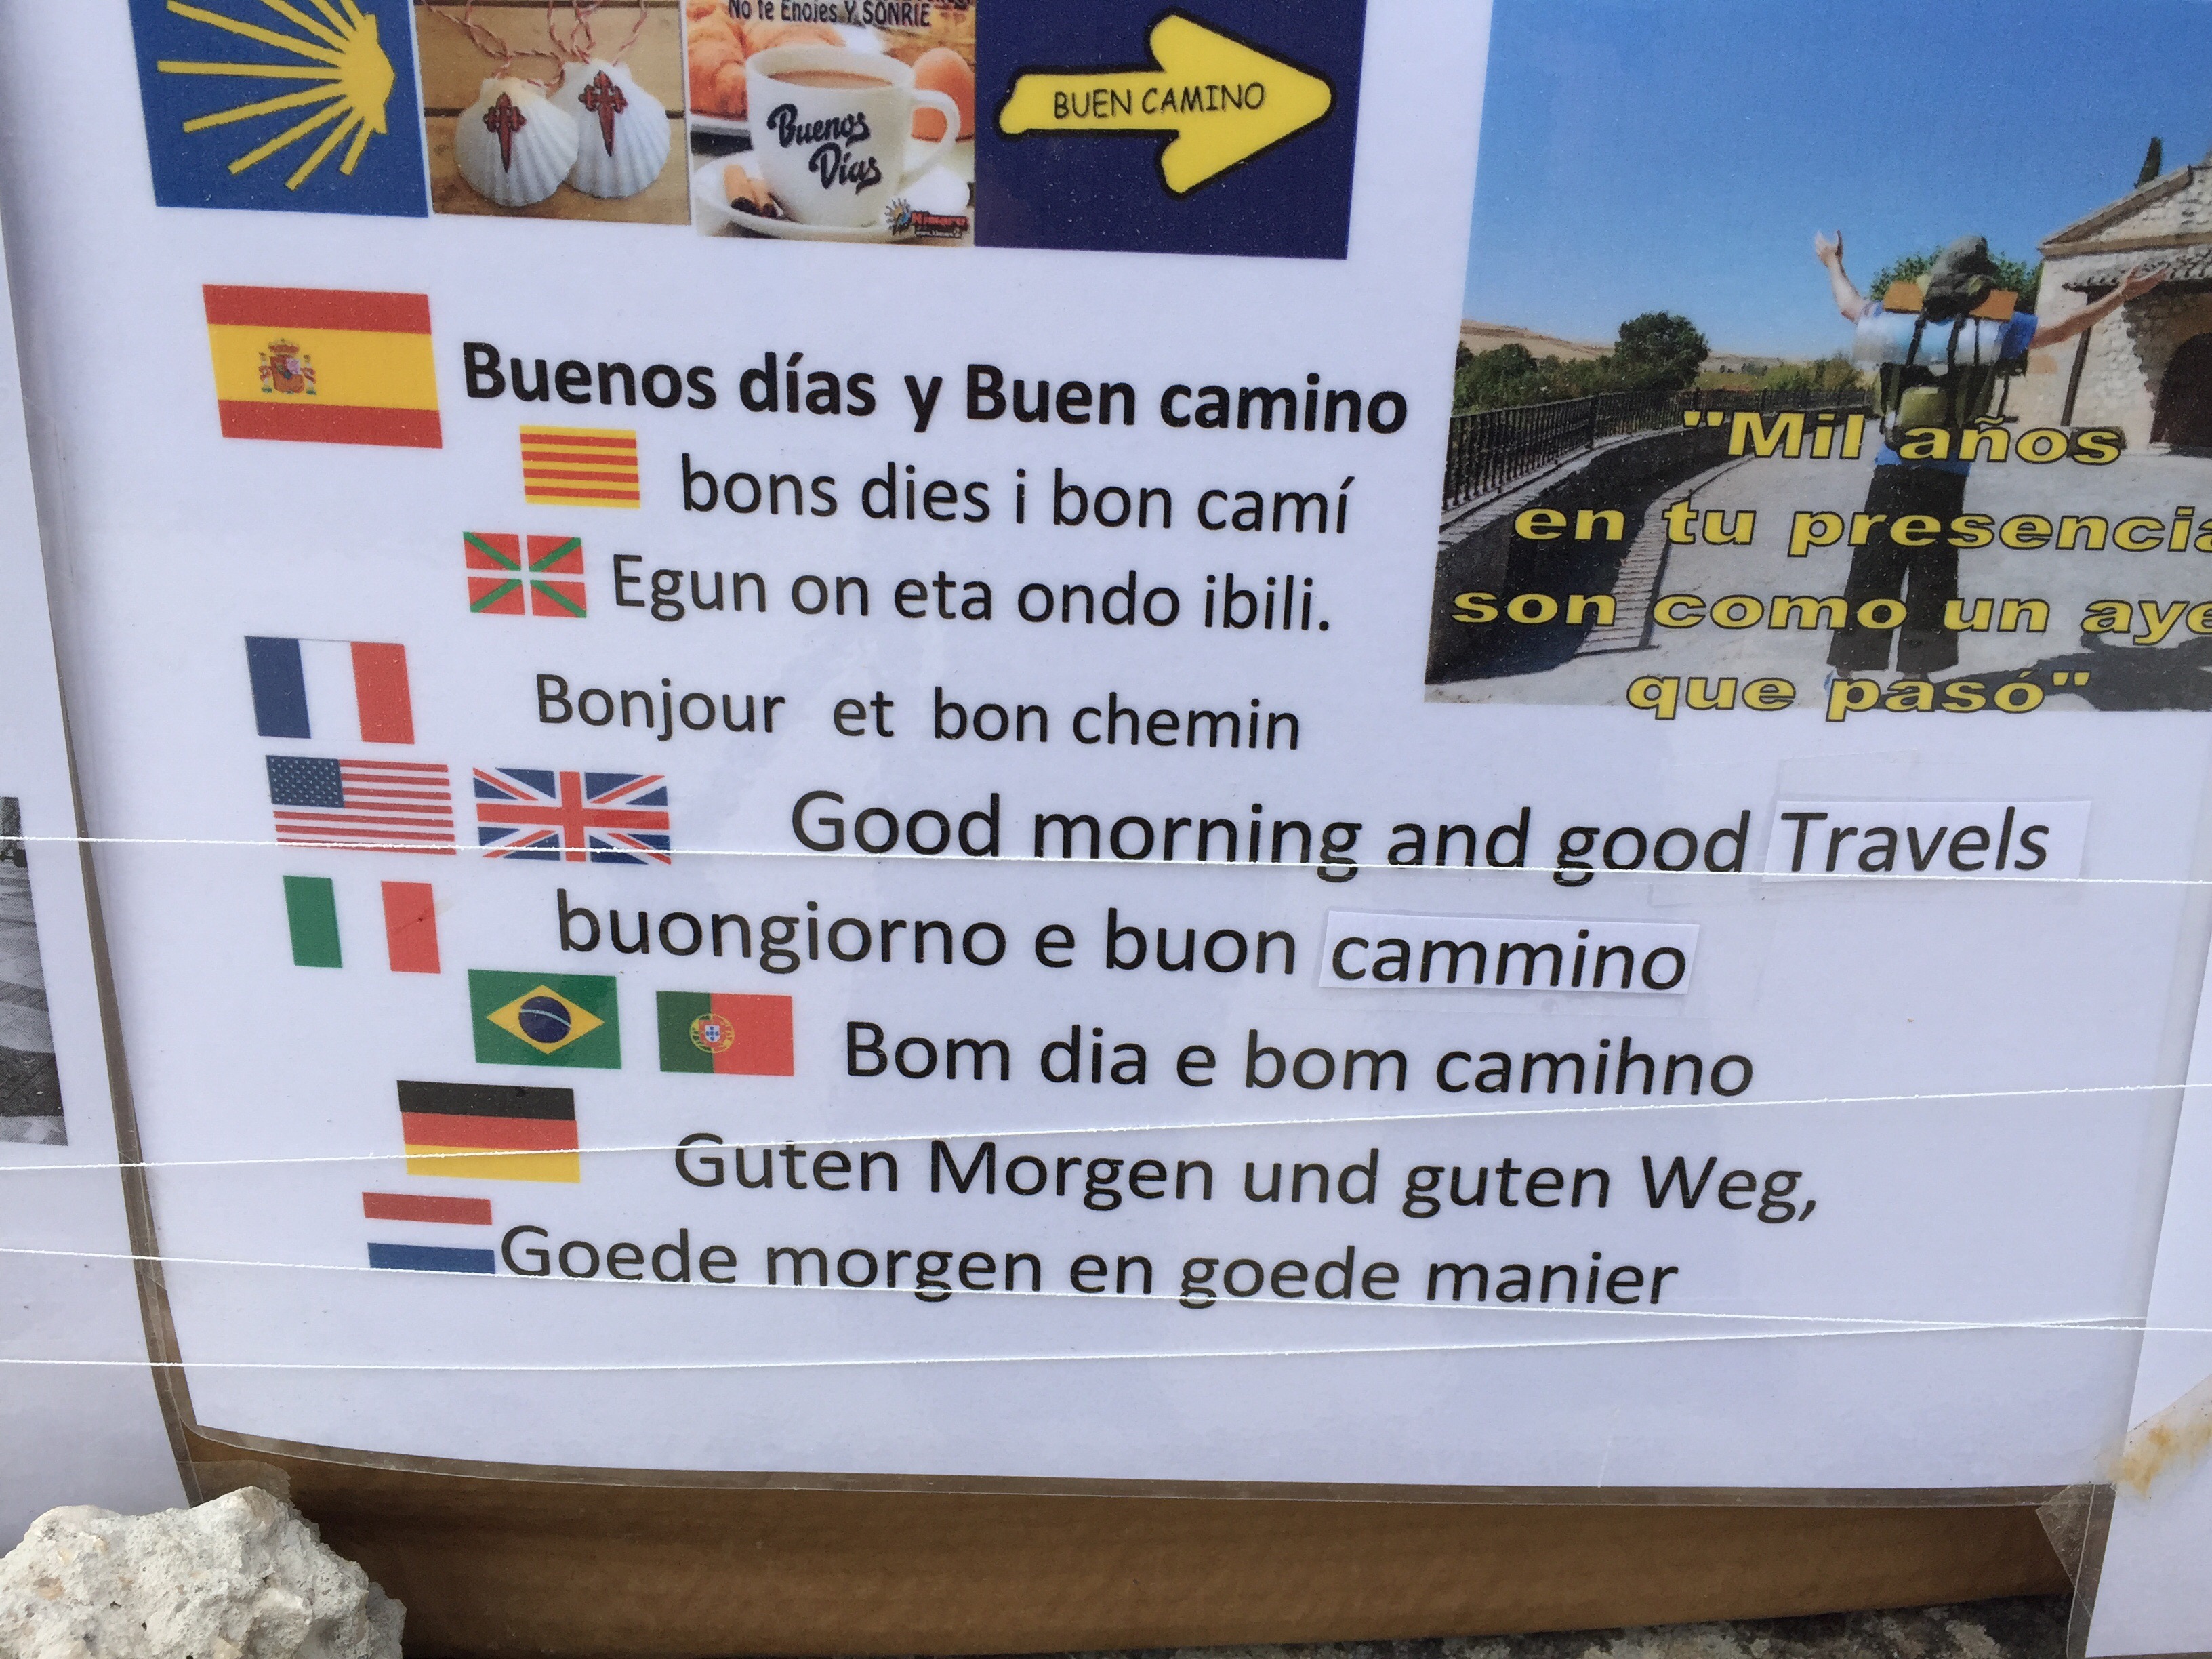 No te Enojes Y SONRIE
Buenos
Días
BUEN CAMINO
Buenos días y Buen camino
bons dies i bon camí
Egun on eta ondo ibili.
Bonjour et bon chemin
Good morning and good Travels
buongiorno e buon cammino
Bom dia e bom camihno
Guten Morgen und guten Weg,
Goede morgen en goede manier
"Mil años
en tu presencia
son como un aye
que pasó"